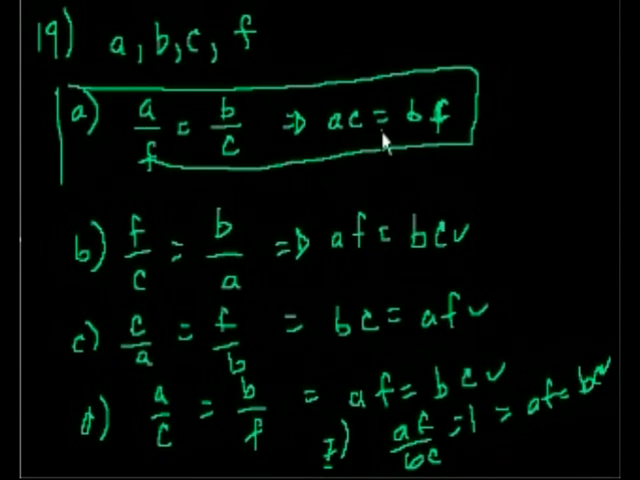 19) a, b, c, f
a) a/f = b/c => ac = bf
b) f/c = b/a => af = bc✓
c) c/a = f/b = bc = af✓
d) a/c = b/f = af = bc✓
I) af/bc = 1 = af = bc✓